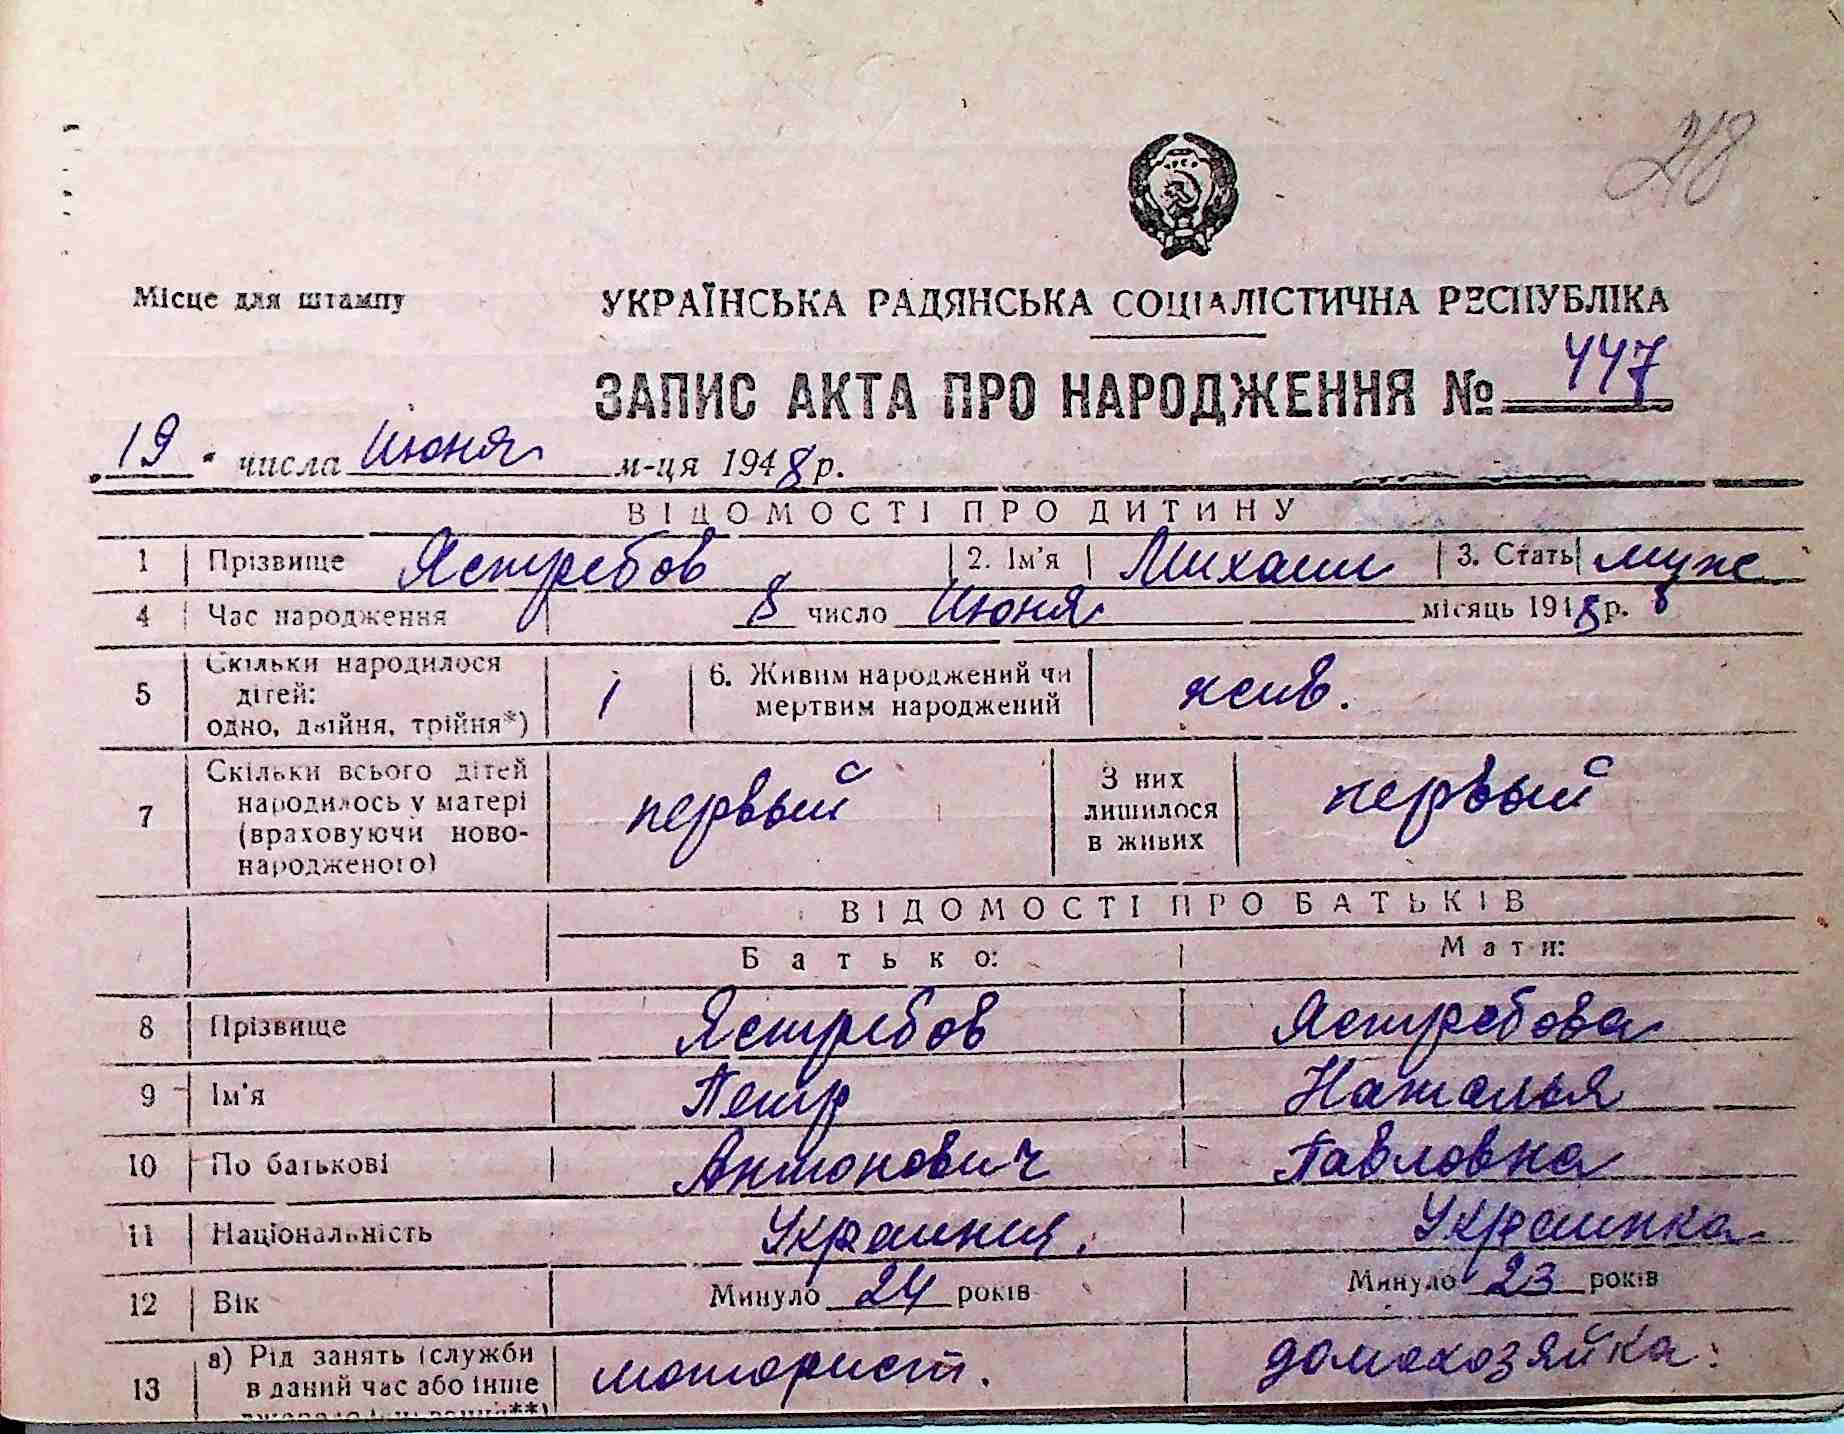 Місце для штампу
УКРАЇНСЬКА РАДЯНСЬКА СОЦІАЛІСТИЧНА РЕСПУБЛІКА
ЗАПИС АКТА ПРО НАРОДЖЕННЯ № 447
„19“ числа Июня м-ця 1948 р.
ВІДОМОСТІ ПРО ДИТИНУ
1 Прізвище Ястребов 2. Ім'я Михаил 3. Стать муж
4 Час народження 8 число Июня місяць 1948 р.
5 Скільки народилося
дітей:
одно, двійня, трійня*) 1
6. Живим народжений чи
мертвим народжений жив.
7 Скільки всього дітей
народилось у матері
(враховуючи ново-
народженого) первый
З них
лишилося
в живих первый
ВІДОМОСТІ ПРО БАТЬКІВ
Батько: Мати:
8 Прізвище Ястребов Ястребова
9 Ім'я Петр Наталья
10 По батькові Антонович Павловна
11 Національність Украинец. Украинка
12 Вік Минуло 24 років Минуло 23 років
13 а) Рід занять (служби
в даний час або інше
моторист. домохозяйка.